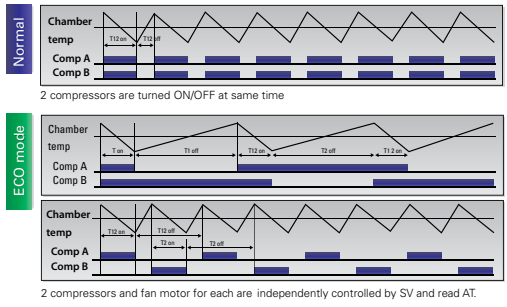 Normal
Chamber
temp
T12 on
T12 off
Comp A
Comp B
2 compressors are turned ON/OFF at same time
ECO mode
Chamber
temp
T on
T1 off
T12 on
T2 off
T1 2 on
Comp A
Comp B
Chamber
temp
T12 on
T12 off
T2 on
T2 off
Comp A
Comp B
2 compressors and fan motor for each are independently controlled by SV and read AT.